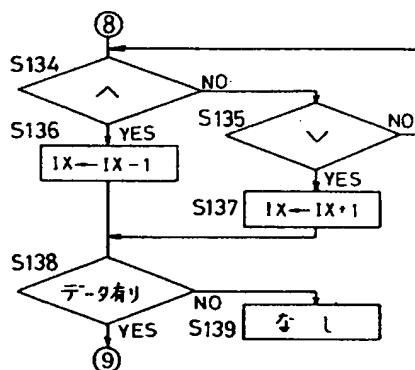 ⑧
S134
∧
NO
S135
∨
NO
S136
YES
IX←IX-1
YES
S137
IX←IX+1
S138
データ有り
NO
S139
なし
YES
⑨